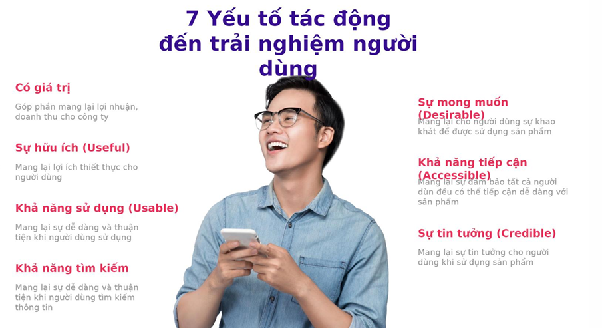 7 Yếu tố tác động
đến trải nghiệm người
dùng
Có giá trị
Góp phần mang lại lợi nhuận,
doanh thu cho công ty
Sự hữu ích (Useful)
Mang lại lợi ích thiết thực cho
người dùng
Khả năng sử dụng (Usable)
Mang lại sự dễ dàng và thuận
tiện khi người dùng sử dụng
Khả năng tìm kiếm
Mang lại sự dễ dàng và thuận
tiện khi người dùng tìm kiếm
thông tin
Sự mong muốn
(Desirable)
Mang lại cho người dùng sự khao
khát để được sử dụng sản phẩm
Khả năng tiếp cận
(Accessible)
Mang lại sự đảm bảo tất cả người
dùn đều có thể tiếp cận dễ dàng với
sản phẩm
Sự tin tưởng (Credible)
Mang lại sự tin tưởng cho người
dùng khi sử dụng sản phẩm